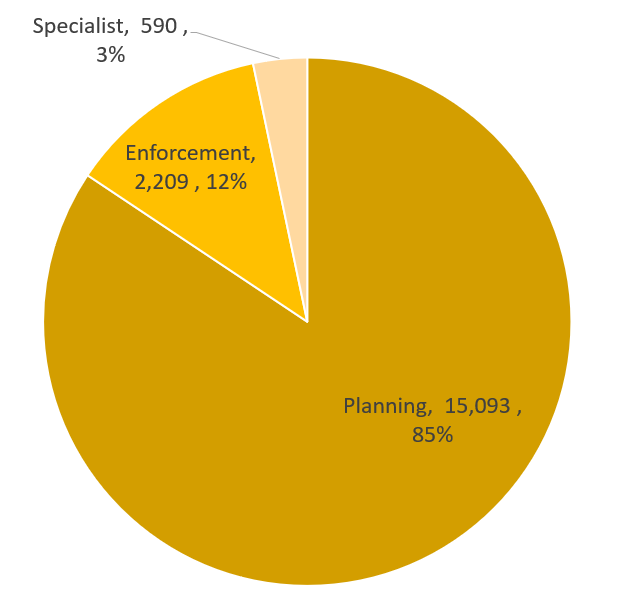 Specialist,  590 ,
3%
Enforcement,
2,209 , 12%
Planning,  15,093 ,
85%